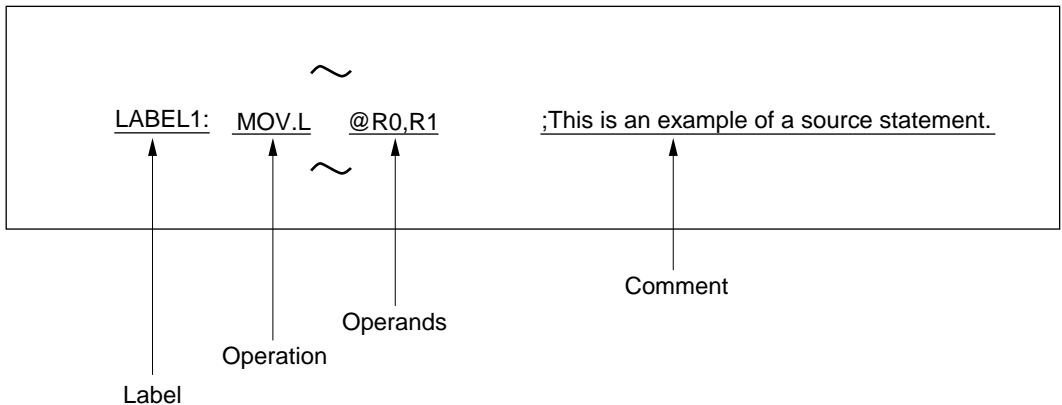 LABEL1: MOV.L @R0,R1 ;This is an example of a source statement.
Comment
Operands
Operation
Label